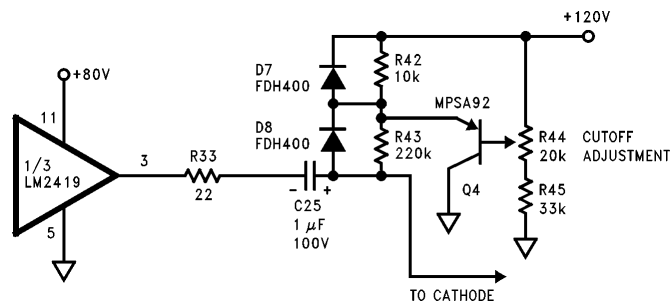 +120V
+80V
D7
FDH400
R42
10k
MPSA92
11
D8
FDH400
R43
220k
R44
20k
CUTOFF
ADJUSTMENT
1/3
LM2419
3
R33
22
Q4
R45
33k
5
− +
C25
1 μF
100V
TO CATHODE